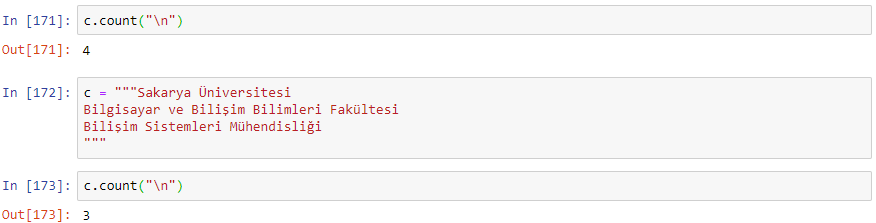 In [171]: c.count("\n")
Out[171]: 4
In [172]: c = """Sakarya Üniversitesi
Bilgisayar ve Bilişim Bilimleri Fakültesi
Bilişim Sistemleri Mühendisliği
"""
In [173]: c.count("\n")
Out[173]: 3